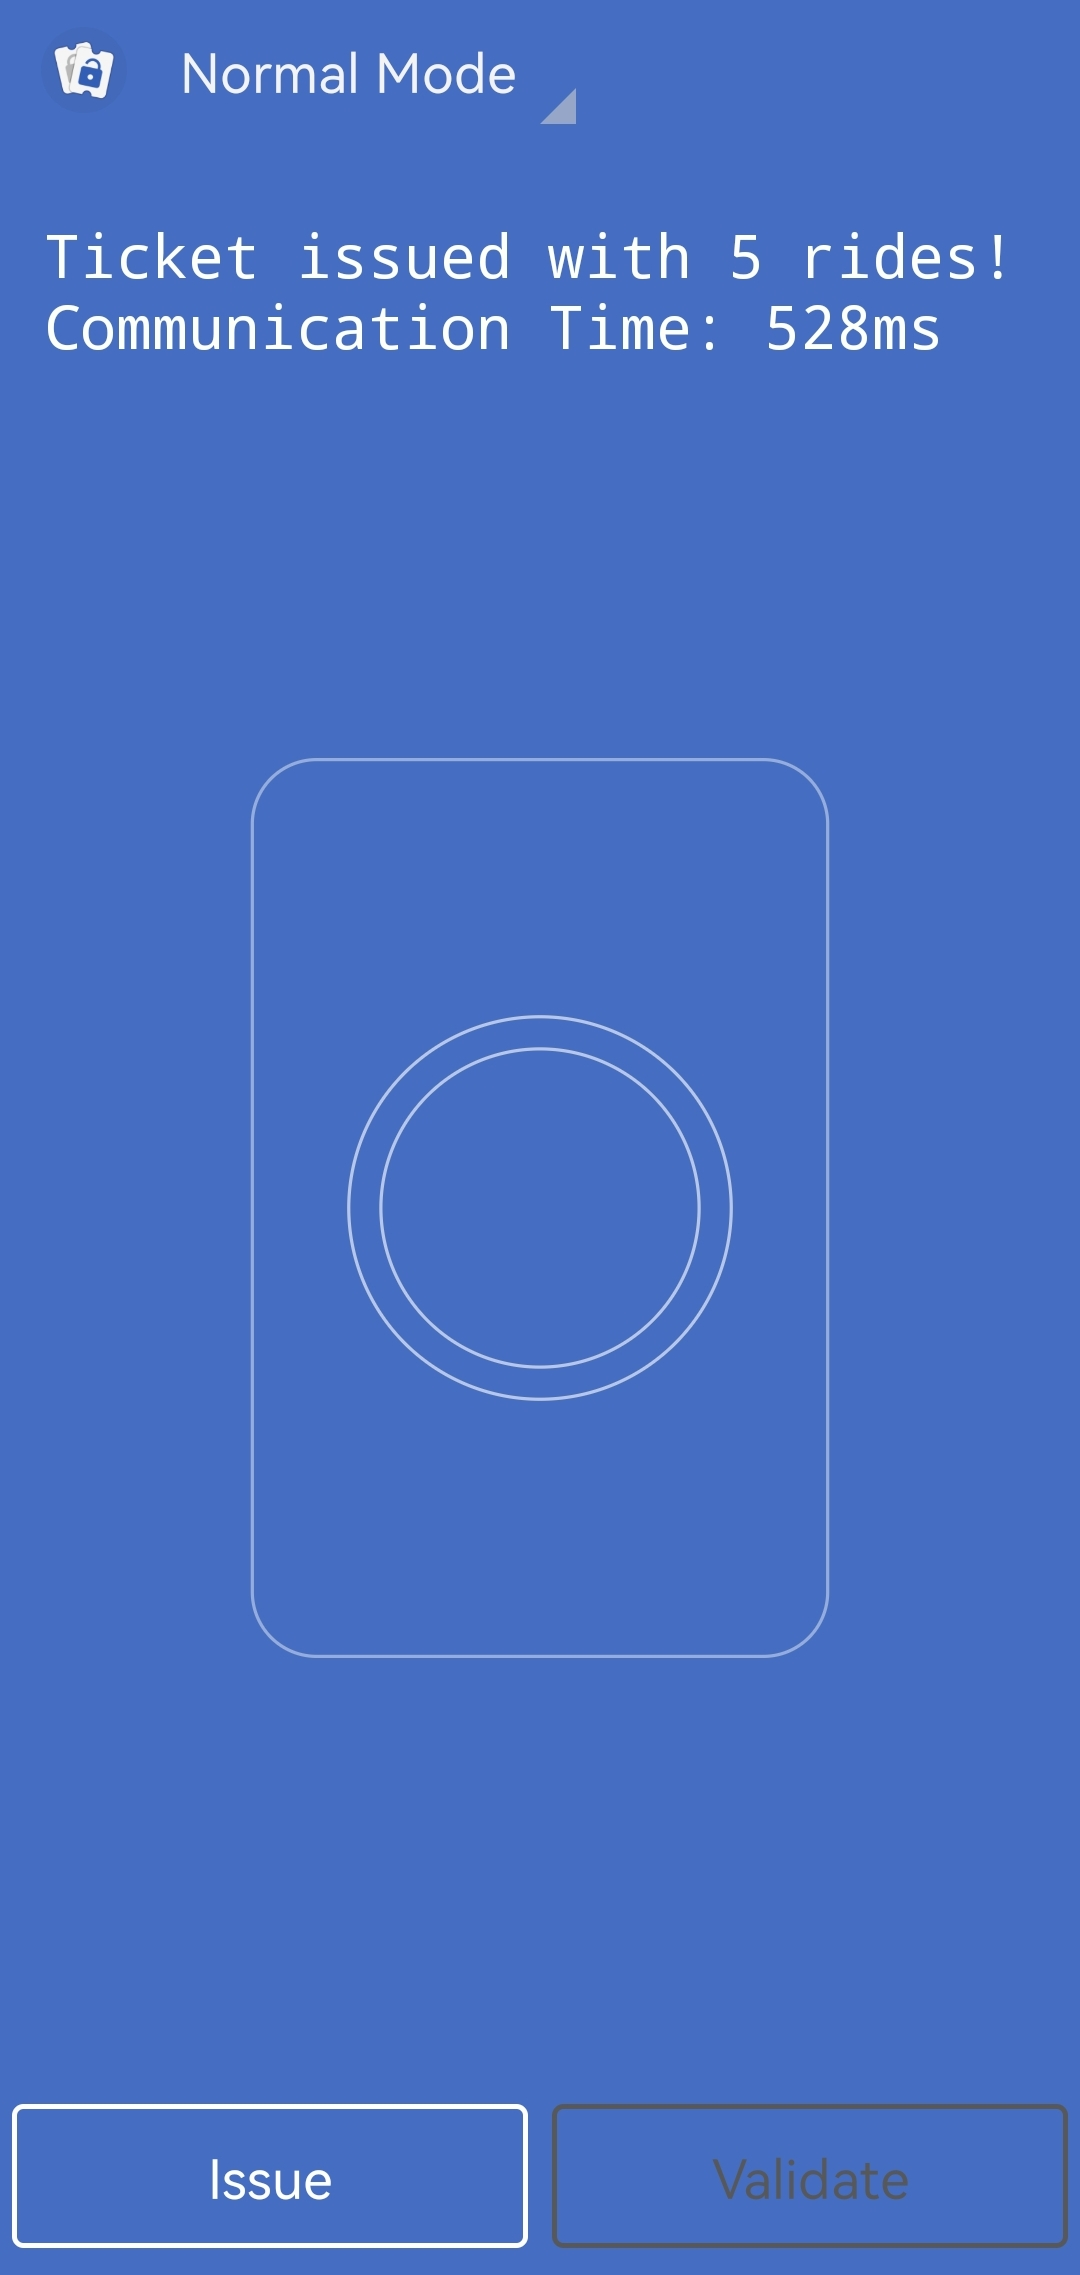 Normal Mode
Ticket issued with 5 rides!
Communication Time: 528ms
Issue
Validate